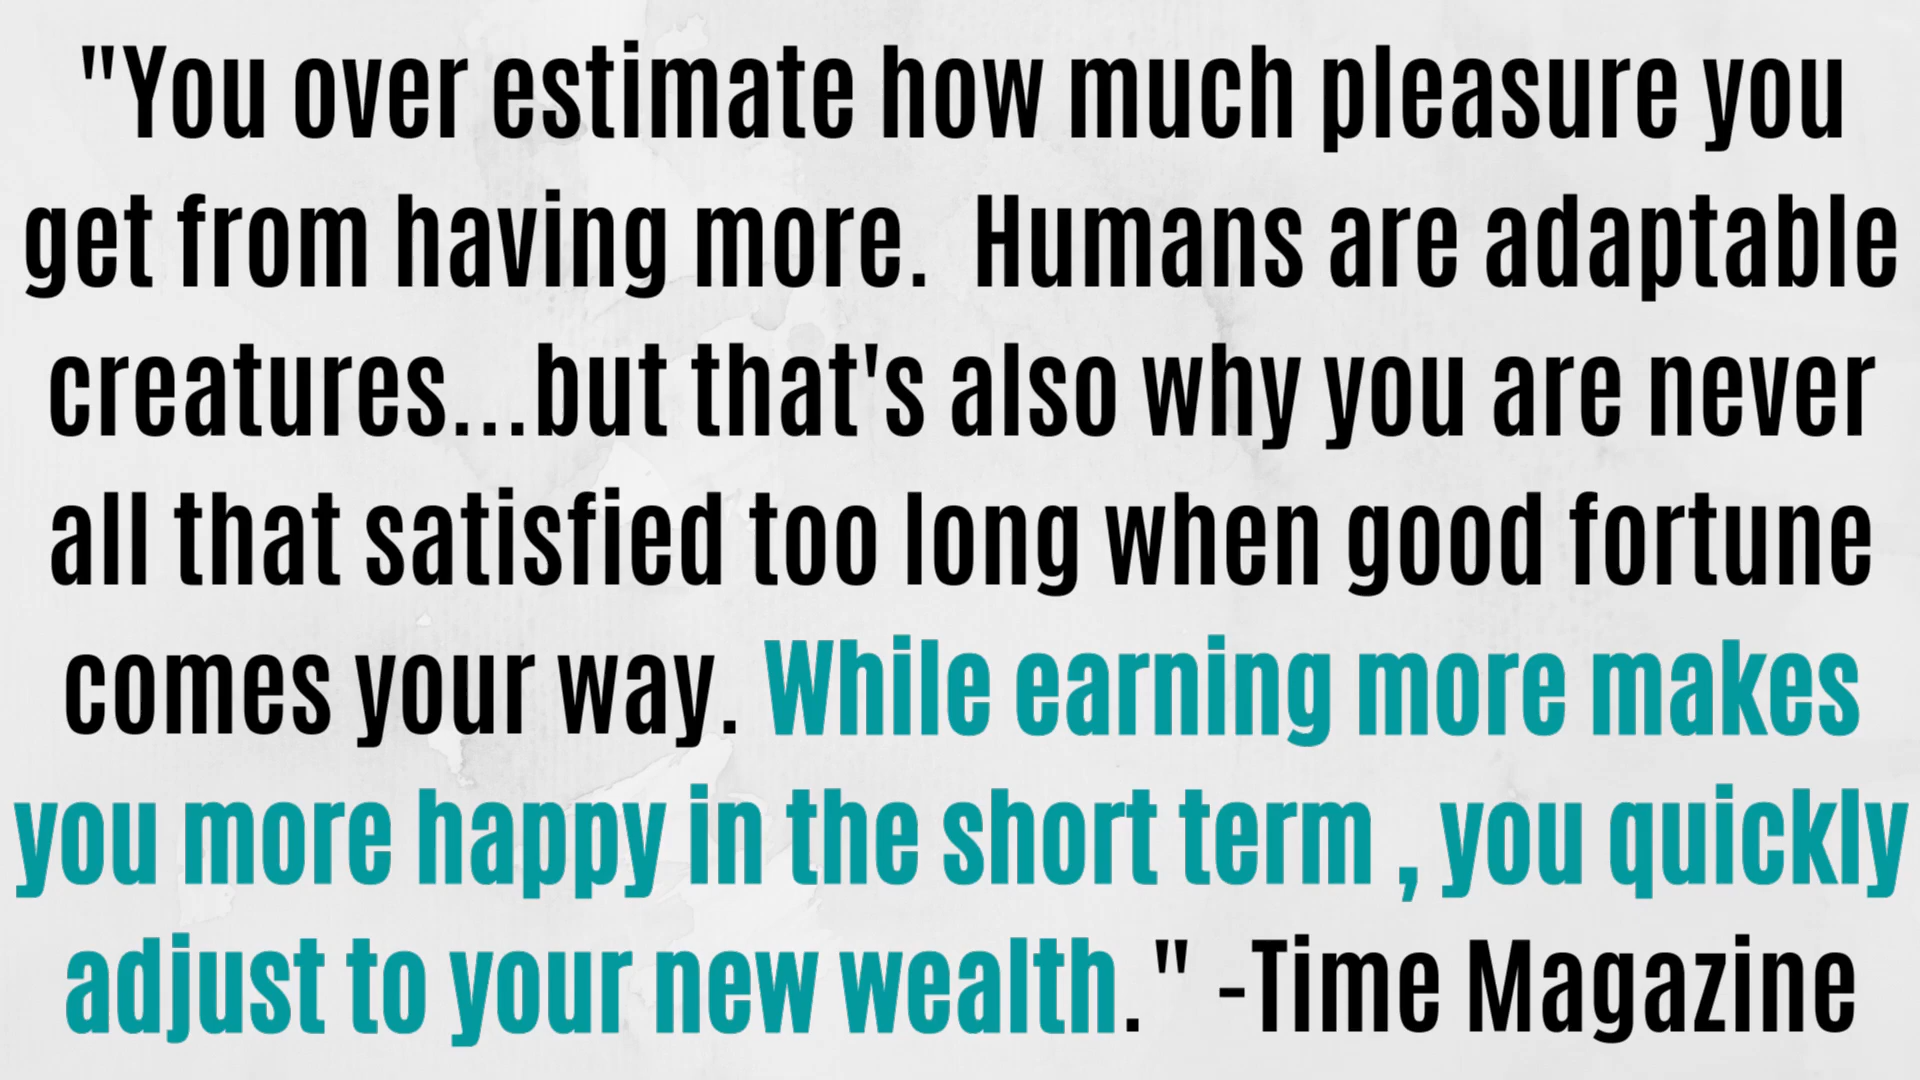 "You over estimate how much pleasure you
get from having more.  Humans are adaptable
creatures...but that's also why you are never
all that satisfied too long when good fortune
comes your way. While earning more makes
you more happy in the short term , you quickly
adjust to your new wealth." -Time Magazine